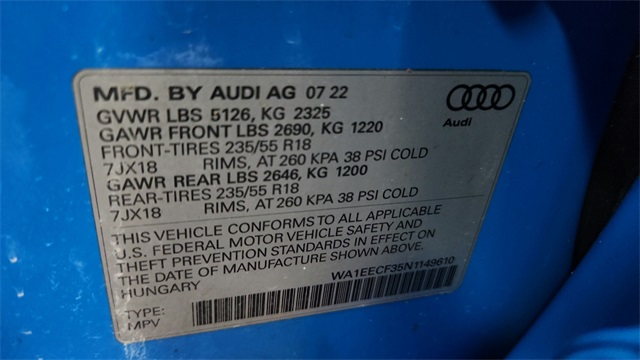 MFD. BY AUDI AG 07 22
GVWR LBS 5126, KG 2325
GAWR FRONT LBS 2690, KG 1220
FRONT-TIRES 235/55 R18
7JX18 RIMS, AT 260 KPA 38 PSI COLD
GAWR REAR LBS 2646, KG 1200
REAR-TIRES 235/55 R18
7JX18 RIMS, AT 260 KPA 38 PSI COLD
Audi
THIS VEHICLE CONFORMS TO ALL APPLICABLE
U.S. FEDERAL MOTOR VEHICLE SAFETY AND
THEFT PREVENTION STANDARDS IN EFFECT ON
THE DATE OF MANUFACTURE SHOWN ABOVE.
HUNGARY
WA1EECF35N1149610
TYPE:
MPV